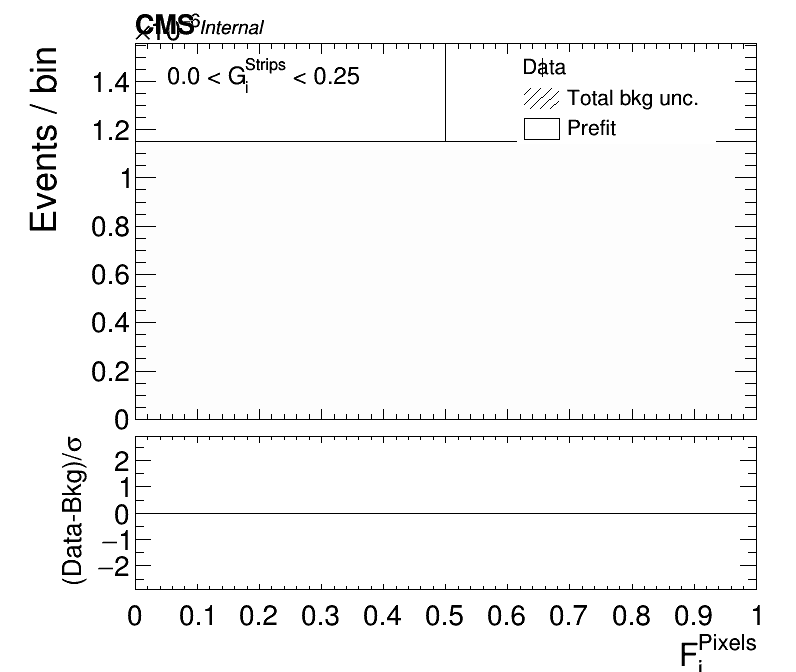 CMS Internal
×10⁻⁶
0.0 < G_i^Strips < 0.25
Data
Total bkg unc.
Prefit
Events / bin
1.4
1.2
1
0.8
0.6
0.4
0.2
0
(Data-Bkg)/σ
2
1
0
−1
−2
0 0.1 0.2 0.3 0.4 0.5 0.6 0.7 0.8 0.9 1
F_i^Pixels